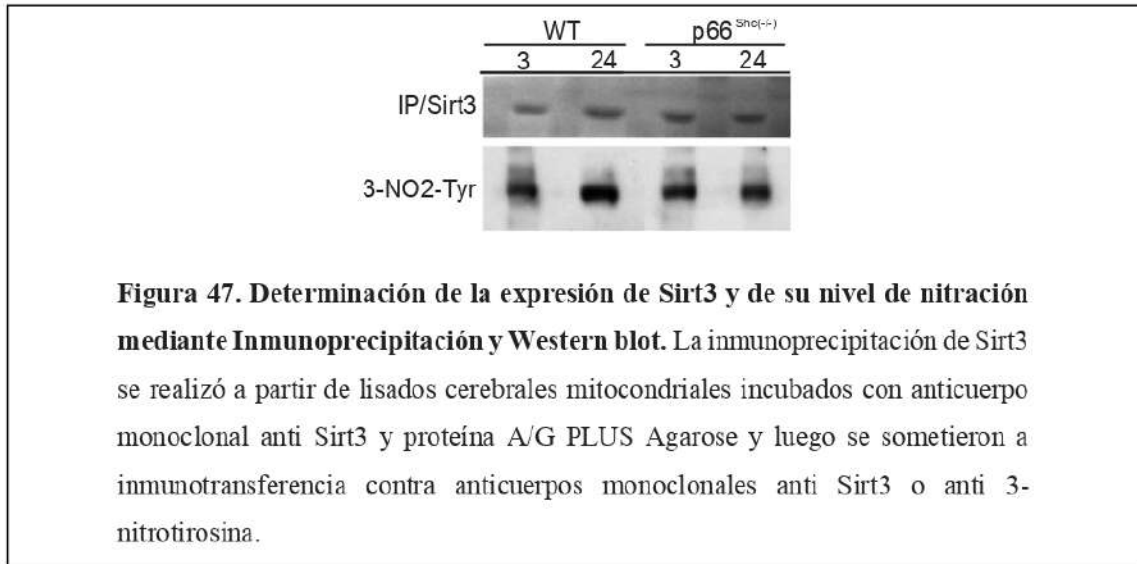 WT p66 Shc(-/-)
3 24 3 24
IP/Sirt3
3-NO2-Tyr
Figura 47. Determinación de la expresión de Sirt3 y de su nivel de nitración
mediante Inmunoprecipitación y Western blot. La inmunoprecipitación de Sirt3
se realizó a partir de lisados cerebrales mitocondriales incubados con anticuerpo
monoclonal anti Sirt3 y proteína A/G PLUS Agarose y luego se sometieron a
inmunotransferencia contra anticuerpos monoclonales anti Sirt3 o anti 3-
nitrotirosina.